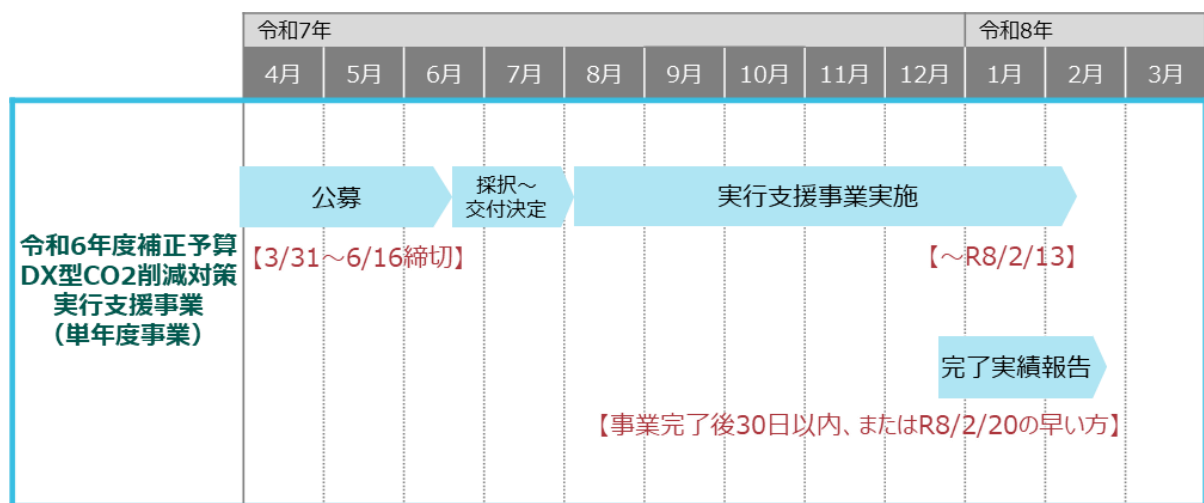 令和7年
令和8年
4月 5月 6月 7月 8月 9月 10月 11月 12月 1月 2月 3月
令和6年度補正予算
DX型CO2削減対策
実行支援事業
（単年度事業）
公募
採択～
交付決定
実行支援事業実施
【3/31～6/16締切】
【～R8/2/13】
完了実績報告
【事業完了後30日以内、またはR8/2/20の早い方】